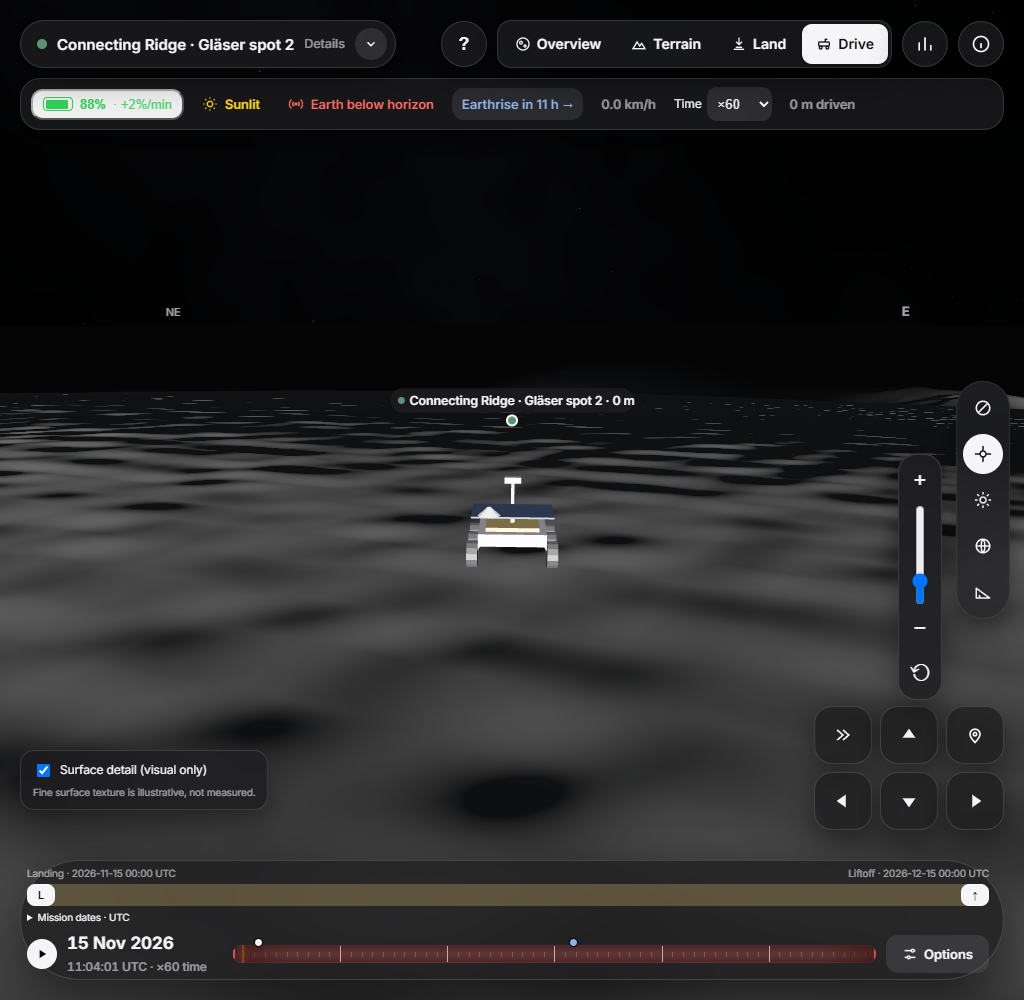 Connecting Ridge · Gläser spot 2 Details
?
Overview
Terrain
Land
Drive
88% · +2%/min
Sunlit
Earth below horizon
Earthrise in 11 h →
0.0 km/h
Time ×60
0 m driven
NE
E
Connecting Ridge · Gläser spot 2 · 0 m
+
−
Surface detail (visual only)
Fine surface texture is illustrative, not measured.
Landing · 2026-11-15 00:00 UTC
Liftoff · 2026-12-15 00:00 UTC
L
↑
Mission dates · UTC
15 Nov 2026
11:04:01 UTC · ×60 time
Options